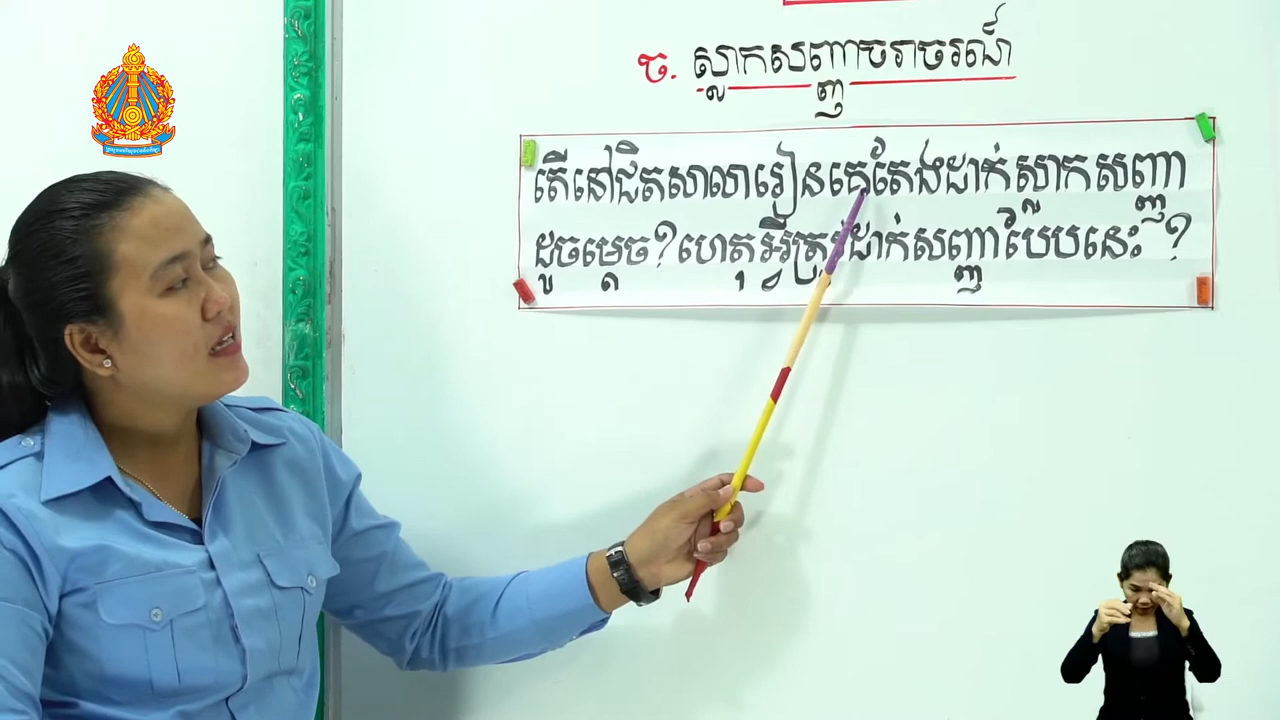 ច. ស្លាកសញ្ញាចរាចរណ៍
តើនៅជិតសាលារៀនគេតែងដាក់ស្លាកសញ្ញា
ដូចម្ដេច?ហេតុអ្វីត្រូវដាក់សញ្ញាបែបនេះ ?